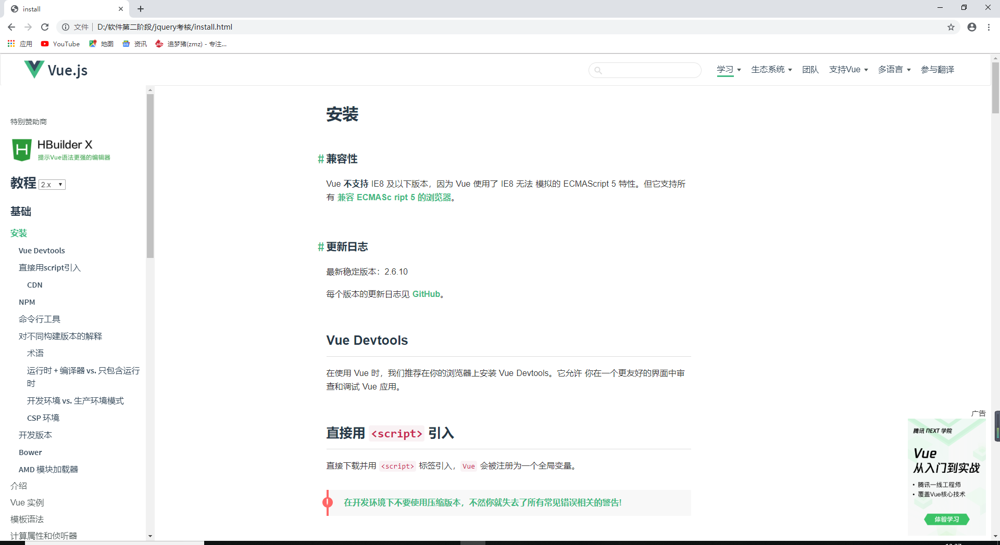 install
文件 D:/软件第二阶段/jquery考核/install.html
应用 YouTube 地图 资讯 追梦猪(zmz) - 专注...
Vue.js
学习 生态系统 团队 支持Vue 多语言 参与翻译
特别赞助商
HBuilder X
提示Vue语法更强的编辑器
教程 2.x
基础
安装
Vue Devtools
直接用script引入
CDN
NPM
命令行工具
对不同构建版本的解释
术语
运行时 + 编译器 vs. 只包含运行
时
开发环境 vs. 生产环境模式
CSP 环境
开发版本
Bower
AMD 模块加载器
介绍
Vue 实例
模板语法
计算属性和侦听器
安装
# 兼容性
Vue 不支持 IE8 及以下版本，因为 Vue 使用了 IE8 无法 模拟的 ECMAScript 5 特性。但它支持所
有 兼容 ECMASc ript 5 的浏览器。
# 更新日志
最新稳定版本：2.6.10
每个版本的更新日志见 GitHub。
Vue Devtools
在使用 Vue 时，我们推荐在你的浏览器上安装 Vue Devtools。它允许 你在一个更友好的界面中审
查和调试 Vue 应用。
直接用 <script> 引入
直接下载并用 <script> 标签引入，Vue 会被注册为一个全局变量。
! 在开发环境下不要使用压缩版本，不然你就失去了所有常见错误相关的警告!
广告
腾讯 NEXT 学院
Vue
从入门到实战
• 腾讯一线工程师
• 覆盖Vue核心技术
体验学习